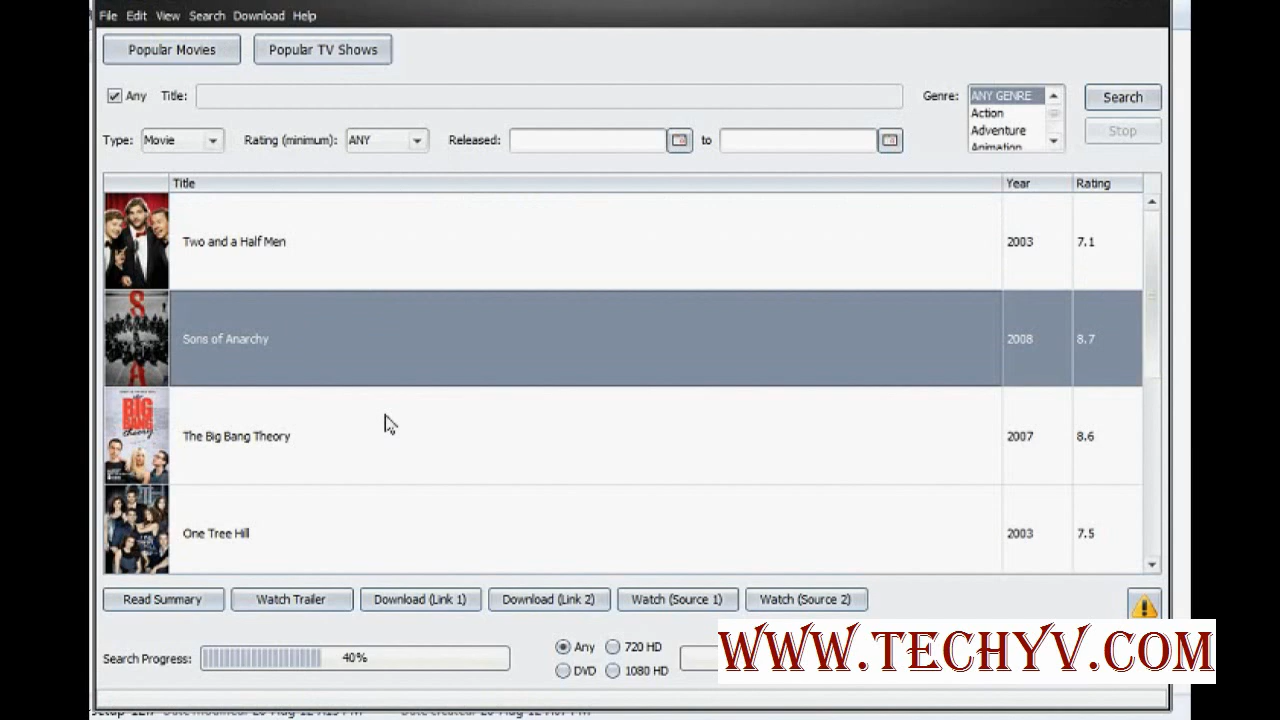 File Edit View Search Download Help
Popular Movies Popular TV Shows
Any Title: Genre: ANY GENRE Search
Action
Adventure Stop
Animation
Type: Movie Rating (minimum): ANY Released: to
Title Year Rating
Two and a Half Men 2003 7.1
Sons of Anarchy 2008 8.7
The Big Bang Theory 2007 8.6
One Tree Hill 2003 7.5
Read Summary Watch Trailer Download (Link 1) Download (Link 2) Watch (Source 1) Watch (Source 2)
Search Progress: 40% Any 720 HD
DVD 1080 HD
WWW.TECHYV.COM